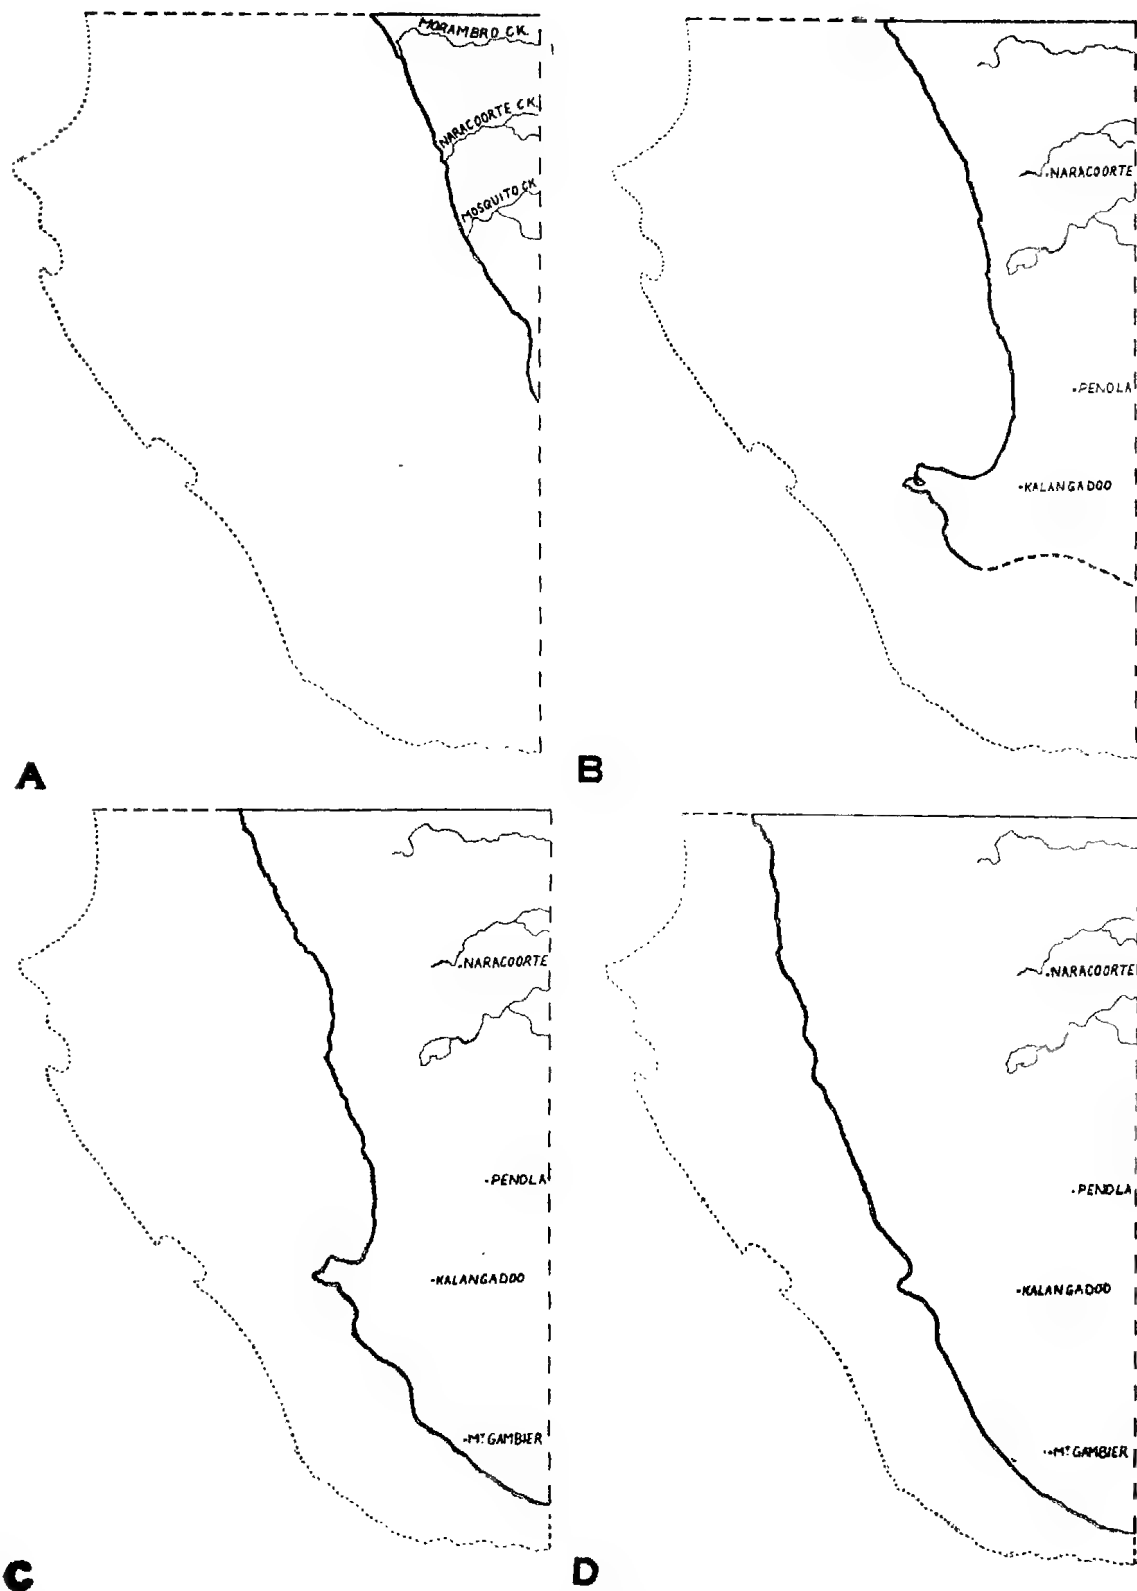 MORAMBRO CK.
NARACOORTE CK.
MOSQUITO CK
A
.NARACOORTE
.PENOLA
.KALANGADOO
B
.NARACOORTE
.PENOLA
.KALANGADOO
.MT GAMBIER
C
.NARACOORTE
.PENOLA
.KALANGADOO
.MT GAMBIER
D